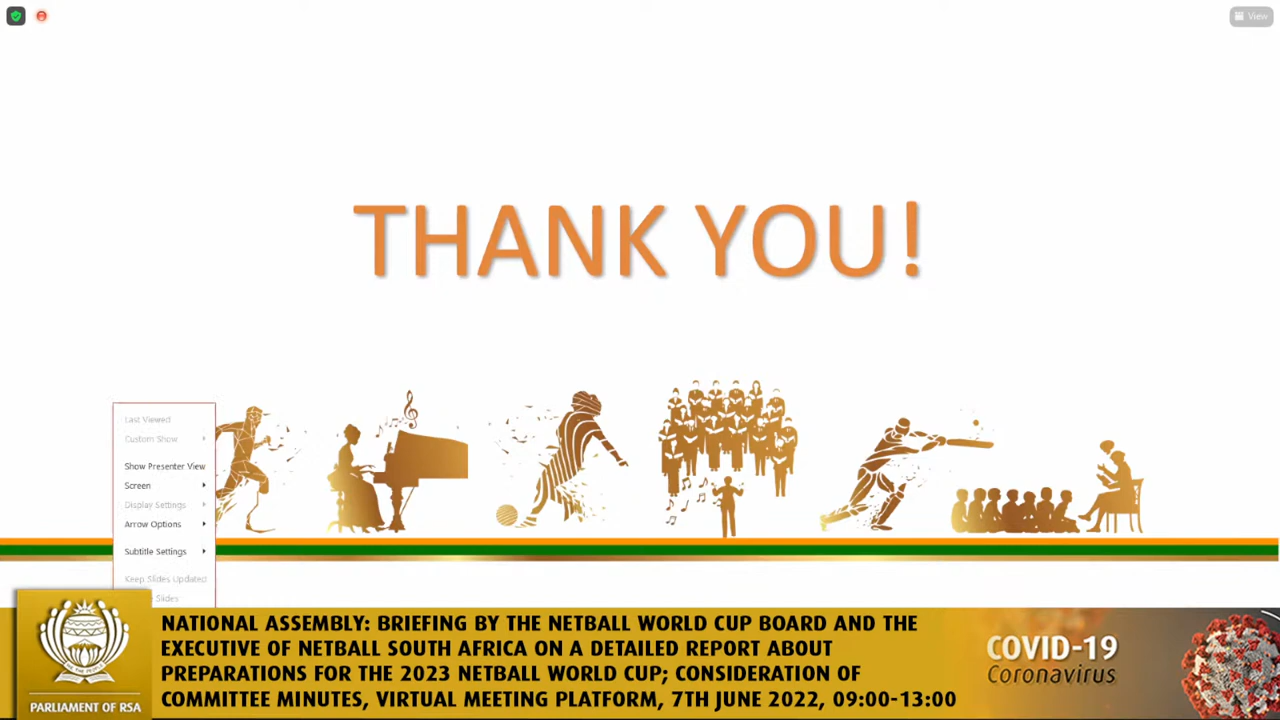 View
THANK YOU!
Last Viewed
Custom Show
Show Presenter View
Screen
Display Settings
Arrow Options
Subtitle Settings
Keep Slides Updated
Slides
NATIONAL ASSEMBLY: BRIEFING BY THE NETBALL WORLD CUP BOARD AND THE
EXECUTIVE OF NETBALL SOUTH AFRICA ON A DETAILED REPORT ABOUT
PREPARATIONS FOR THE 2023 NETBALL WORLD CUP; CONSIDERATION OF
COMMITTEE MINUTES, VIRTUAL MEETING PLATFORM, 7TH JUNE 2022, 09:00-13:00
PARLIAMENT OF RSA
COVID-19
Coronavirus